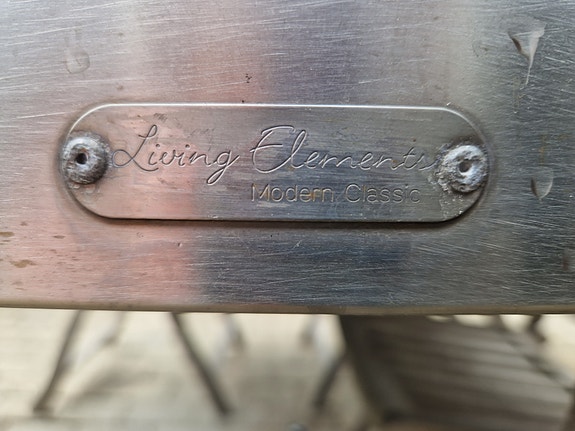 Living Elements
Modern Classic